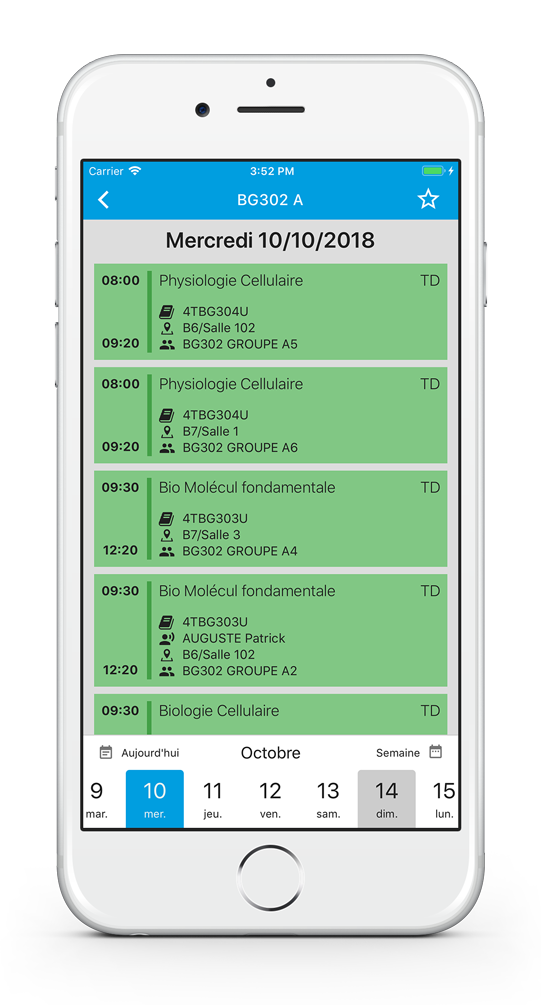 Carrier 3:52 PM
BG302 A
Mercredi 10/10/2018
08:00 Physiologie Cellulaire TD
4TBG304U
B6/Salle 102
09:20 BG302 GROUPE A5
08:00 Physiologie Cellulaire TD
4TBG304U
B7/Salle 1
09:20 BG302 GROUPE A6
09:30 Bio Molécul fondamentale TD
4TBG303U
B7/Salle 3
12:20 BG302 GROUPE A4
09:30 Bio Molécul fondamentale TD
4TBG303U
AUGUSTE Patrick
B6/Salle 102
12:20 BG302 GROUPE A2
09:30 Biologie Cellulaire TD
Aujourd'hui Octobre Semaine
9 10 11 12 13 14 15
mar. mer. jeu. ven. sam. dim. lun.